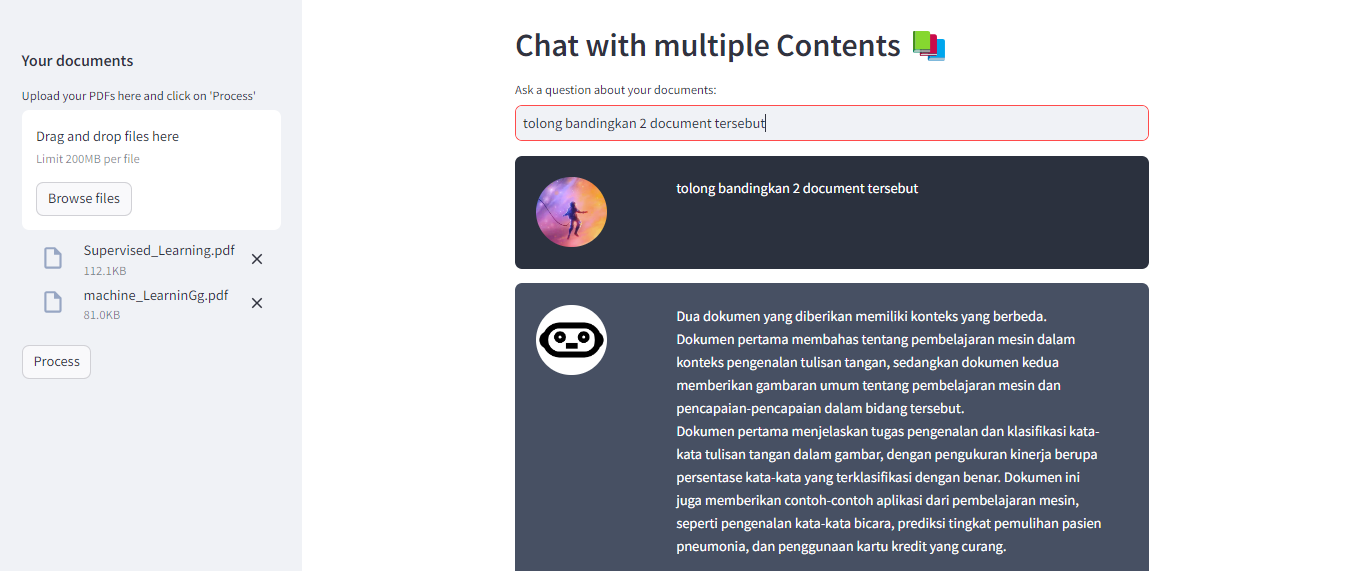 Your documents
Upload your PDFs here and click on 'Process'
Drag and drop files here
Limit 200MB per file
Browse files
Supervised_Learning.pdf
112.1KB
machine_LearninGg.pdf
81.0KB
Process
Chat with multiple Contents
Ask a question about your documents:
tolong bandingkan 2 document tersebut
tolong bandingkan 2 document tersebut
Dua dokumen yang diberikan memiliki konteks yang berbeda.
Dokumen pertama membahas tentang pembelajaran mesin dalam
konteks pengenalan tulisan tangan, sedangkan dokumen kedua
memberikan gambaran umum tentang pembelajaran mesin dan
pencapaian-pencapaian dalam bidang tersebut.
Dokumen pertama menjelaskan tugas pengenalan dan klasifikasi kata-
kata tulisan tangan dalam gambar, dengan pengukuran kinerja berupa
persentase kata-kata yang terklasifikasi dengan benar. Dokumen ini
juga memberikan contoh-contoh aplikasi dari pembelajaran mesin,
seperti pengenalan kata-kata bicara, prediksi tingkat pemulihan pasien
pneumonia, dan penggunaan kartu kredit yang curang.